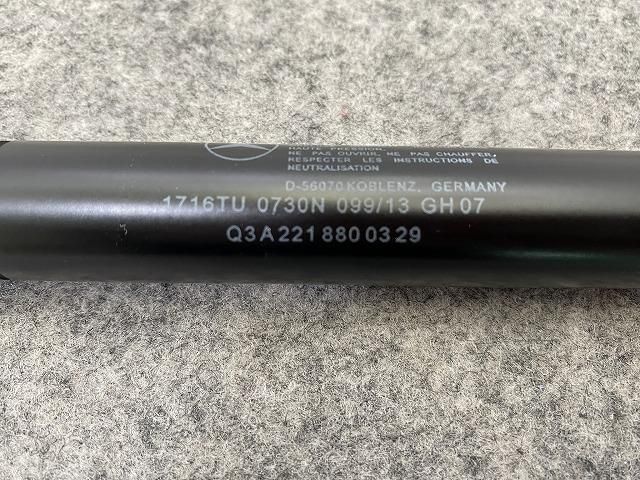 HAUTE PRESSION,
NE PAS OUVRIR, NE PAS CHAUFFER,
RESPECTER LES INSTRUCTIONS DE
NEUTRALISATION
D-56070 KOBLENZ, GERMANY
1716TU 0730N 099/13 GH 07
Q3 A 221 880 03 29